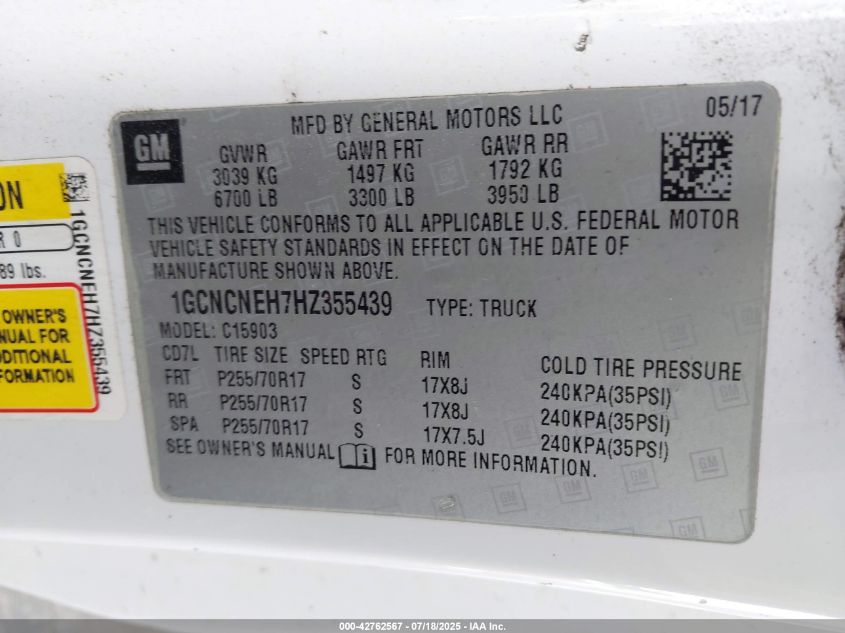 GM
MFD BY GENERAL MOTORS LLC
05/17
GVWR GAWR FRT GAWR RR
3039 KG 1497 KG 1792 KG
6700 LB 3300 LB 3950 LB
THIS VEHICLE CONFORMS TO ALL APPLICABLE U.S. FEDERAL MOTOR
VEHICLE SAFETY STANDARDS IN EFFECT ON THE DATE OF
MANUFACTURE SHOWN ABOVE.
1GCNCNEH7HZ355439 TYPE: TRUCK
MODEL: C15903
CD7L TIRE SIZE SPEED RTG RIM COLD TIRE PRESSURE
FRT P255/70R17 S 17X8J 240KPA(35PSI)
RR P255/70R17 S 17X8J 240KPA(35PSI)
SPA P255/70R17 S 17X7.5J 240KPA(35PSI)
SEE OWNER'S MANUAL FOR MORE INFORMATION.
R 0
89 lbs.
OWNER'S
FOR
1GCNCNEH7HZ355439
000-42762567 - 07/18/2025 - IAA Inc.